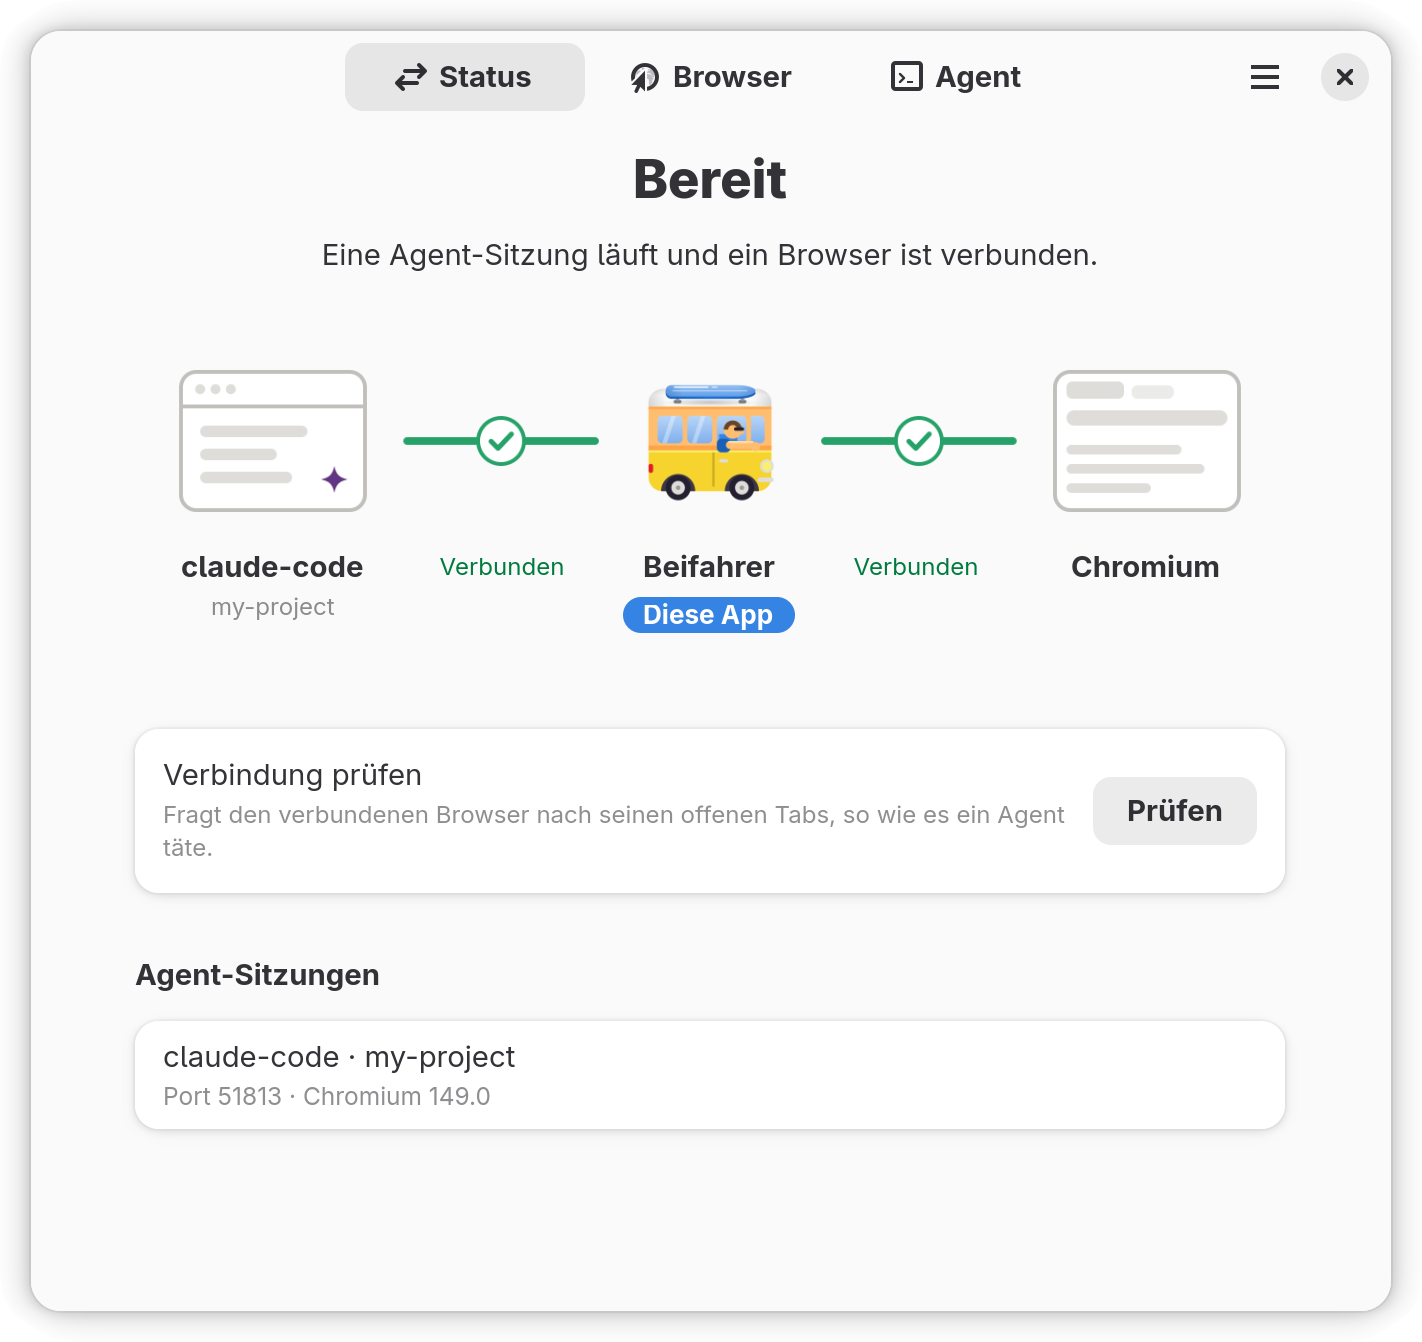 Status
Browser
Agent
Bereit
Eine Agent-Sitzung läuft und ein Browser ist verbunden.
claude-code
my-project
Verbunden
Beifahrer
Diese App
Verbunden
Chromium
Verbindung prüfen
Fragt den verbundenen Browser nach seinen offenen Tabs, so wie es ein Agent
täte.
Prüfen
Agent-Sitzungen
claude-code · my-project
Port 51813 · Chromium 149.0